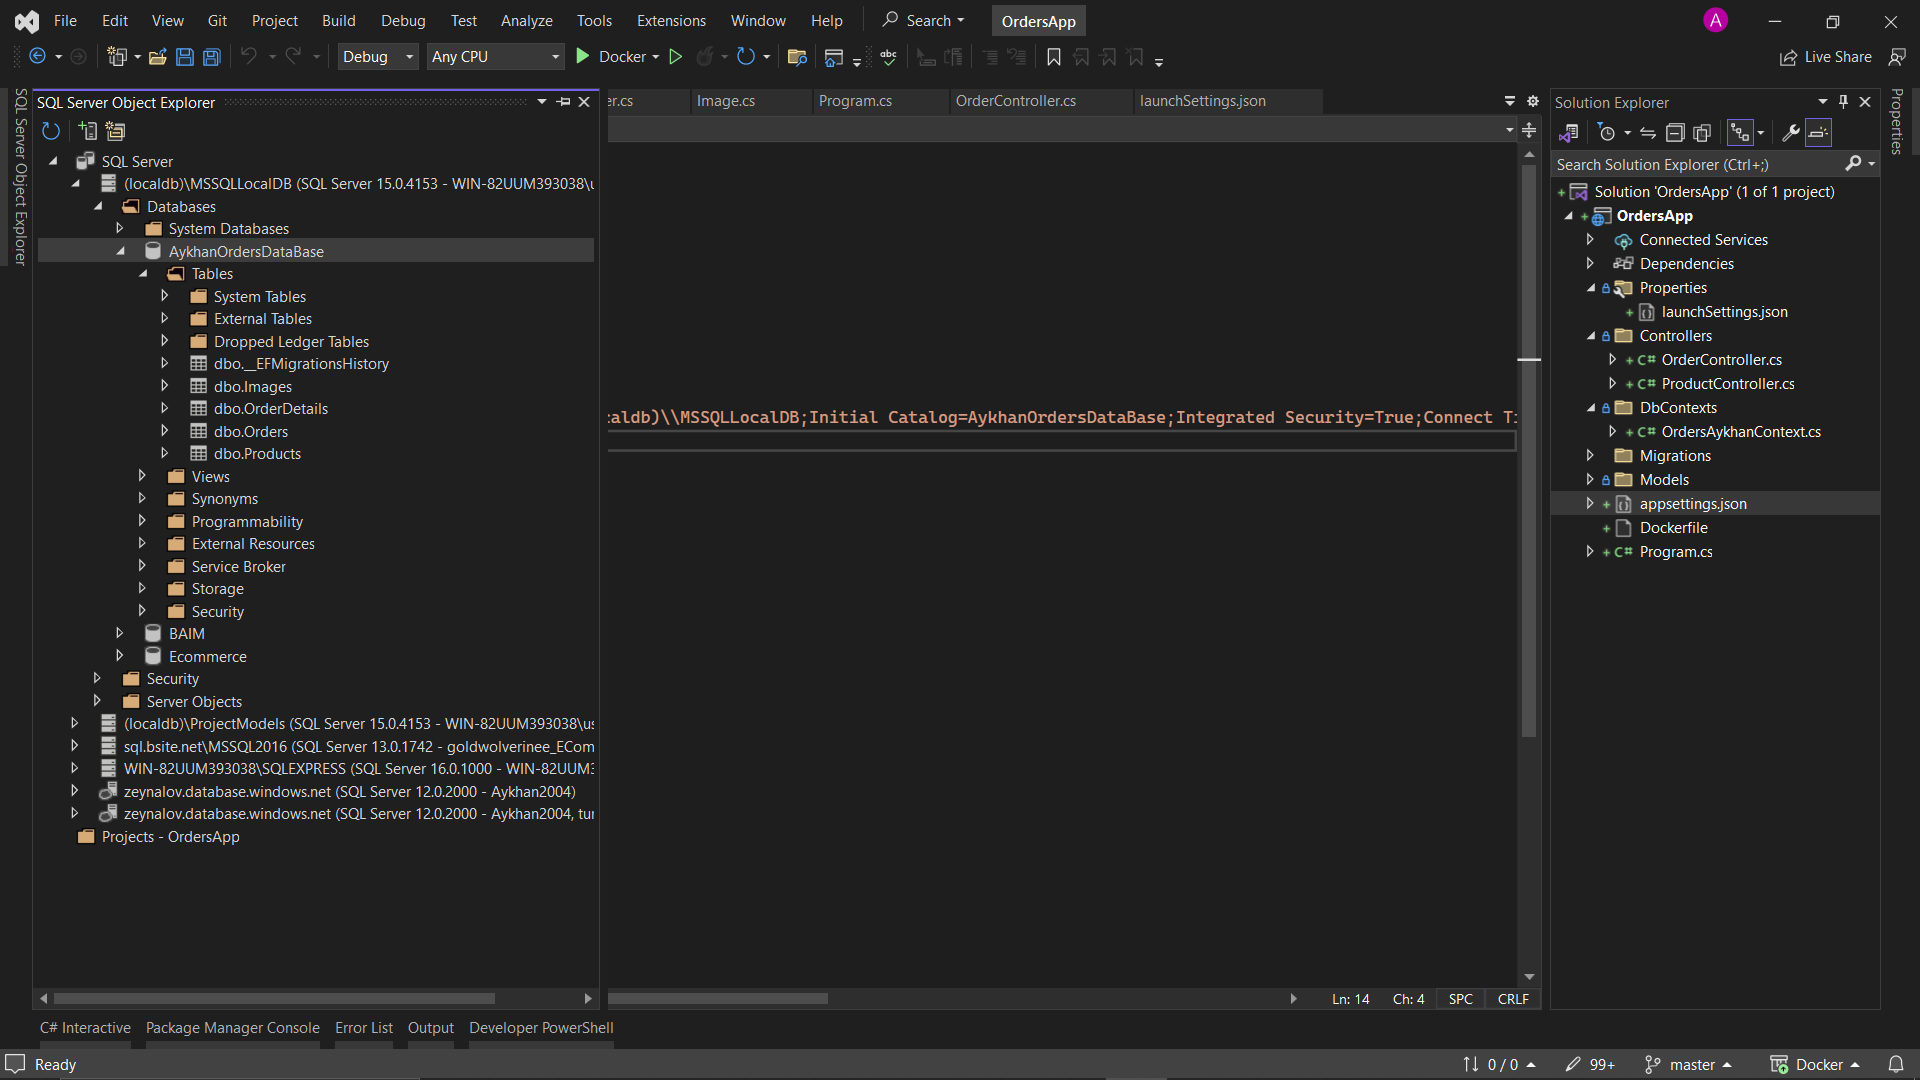 File Edit View Git Project Build Debug Test Analyze Tools Extensions Window Help Search OrdersApp A
Debug Any CPU Docker abc Live Share
SQL Server Object Explorer
SQL Server Object Explorer
SQL Server
(localdb)\MSSQLLocalDB (SQL Server 15.0.4153 - WIN-82UUM393038\u
Databases
System Databases
AykhanOrdersDataBase
Tables
System Tables
External Tables
Dropped Ledger Tables
dbo.__EFMigrationsHistory
dbo.Images
dbo.OrderDetails
dbo.Orders
dbo.Products
Views
Synonyms
Programmability
External Resources
Service Broker
Storage
Security
BAIM
Ecommerce
Security
Server Objects
(localdb)\ProjectModels (SQL Server 15.0.4153 - WIN-82UUM393038\us
sql.bsite.net\MSSQL2016 (SQL Server 13.0.1742 - goldwolverinee_ECom
WIN-82UUM393038\SQLEXPRESS (SQL Server 16.0.1000 - WIN-82UUM3
zeynalov.database.windows.net (SQL Server 12.0.2000 - Aykhan2004)
zeynalov.database.windows.net (SQL Server 12.0.2000 - Aykhan2004, tur
Projects - OrdersApp
er.cs Image.cs Program.cs OrderController.cs launchSettings.json
caldb)\\MSSQLLocalDB;Initial Catalog=AykhanOrdersDataBase;Integrated Security=True;Connect Ti
Ln: 14 Ch: 4 SPC CRLF
Solution Explorer
Search Solution Explorer (Ctrl+;)
Solution 'OrdersApp' (1 of 1 project)
OrdersApp
Connected Services
Dependencies
Properties
launchSettings.json
Controllers
C# OrderController.cs
C# ProductController.cs
DbContexts
C# OrdersAykhanContext.cs
Migrations
Models
appsettings.json
Dockerfile
C# Program.cs
Properties
C# Interactive Package Manager Console Error List Output Developer PowerShell
Ready 0 / 0 99+ master Docker